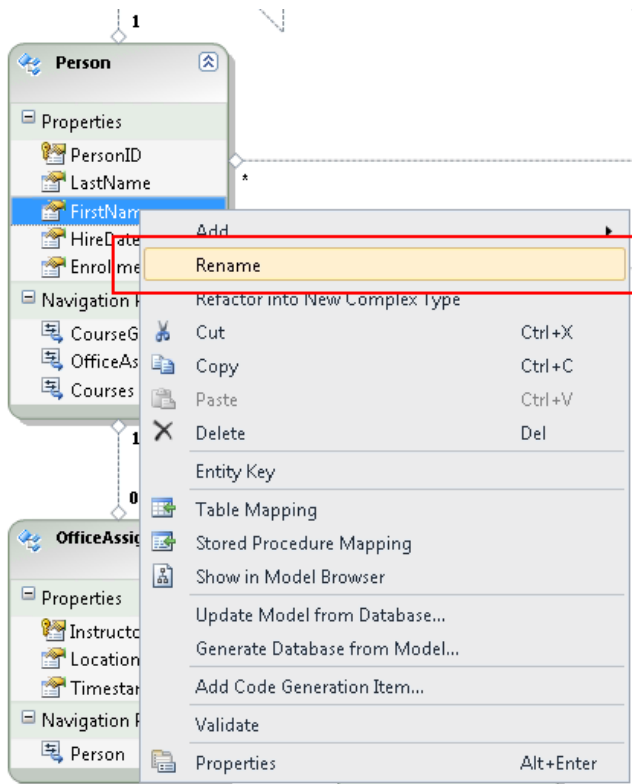 1
Person
Properties
PersonID
LastName
*
FirstNam
Add
HireDate
Rename
Enrollme
Refactor into New Complex Type
Navigation P
Cut Ctrl+X
CourseG
OfficeAs
Copy Ctrl+C
Courses
Paste Ctrl+V
1
Delete Del
Entity Key
0
Table Mapping
OfficeAssig
Stored Procedure Mapping
Show in Model Browser
Properties
Update Model from Database...
Instructo
Generate Database from Model...
Location
Timestar
Add Code Generation Item...
Navigation P
Validate
Person
Properties Alt+Enter